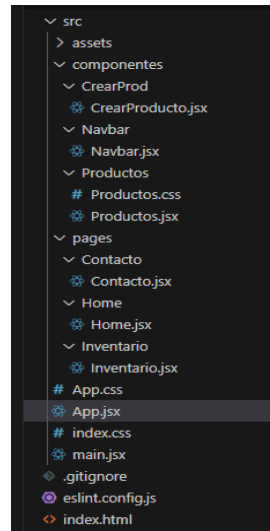 src
assets
componentes
CrearProd
CrearProducto.jsx
Navbar
Navbar.jsx
Productos
# Productos.css
Productos.jsx
pages
Contacto
Contacto.jsx
Home
Home.jsx
Inventario
Inventario.jsx
# App.css
App.jsx
# index.css
main.jsx
.gitignore
eslint.config.js
<> index.html